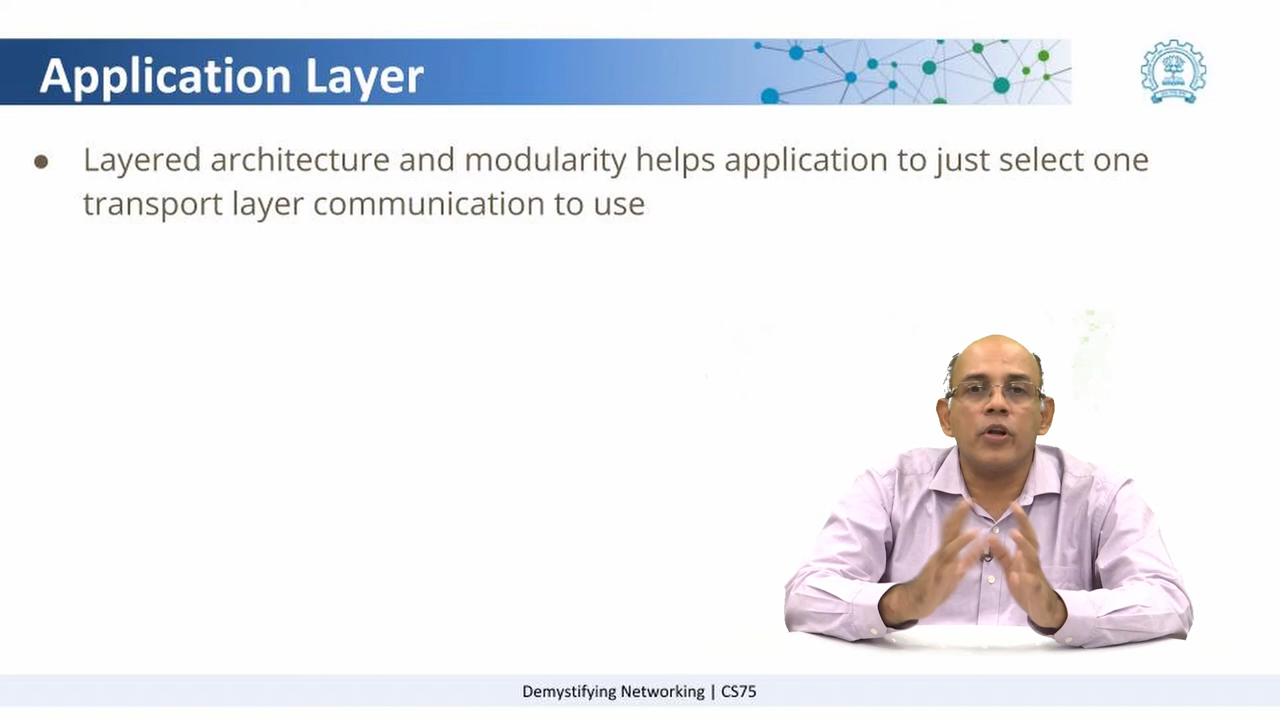 Application Layer
● Layered architecture and modularity helps application to just select one
transport layer communication to use
Demystifying Networking | CS75